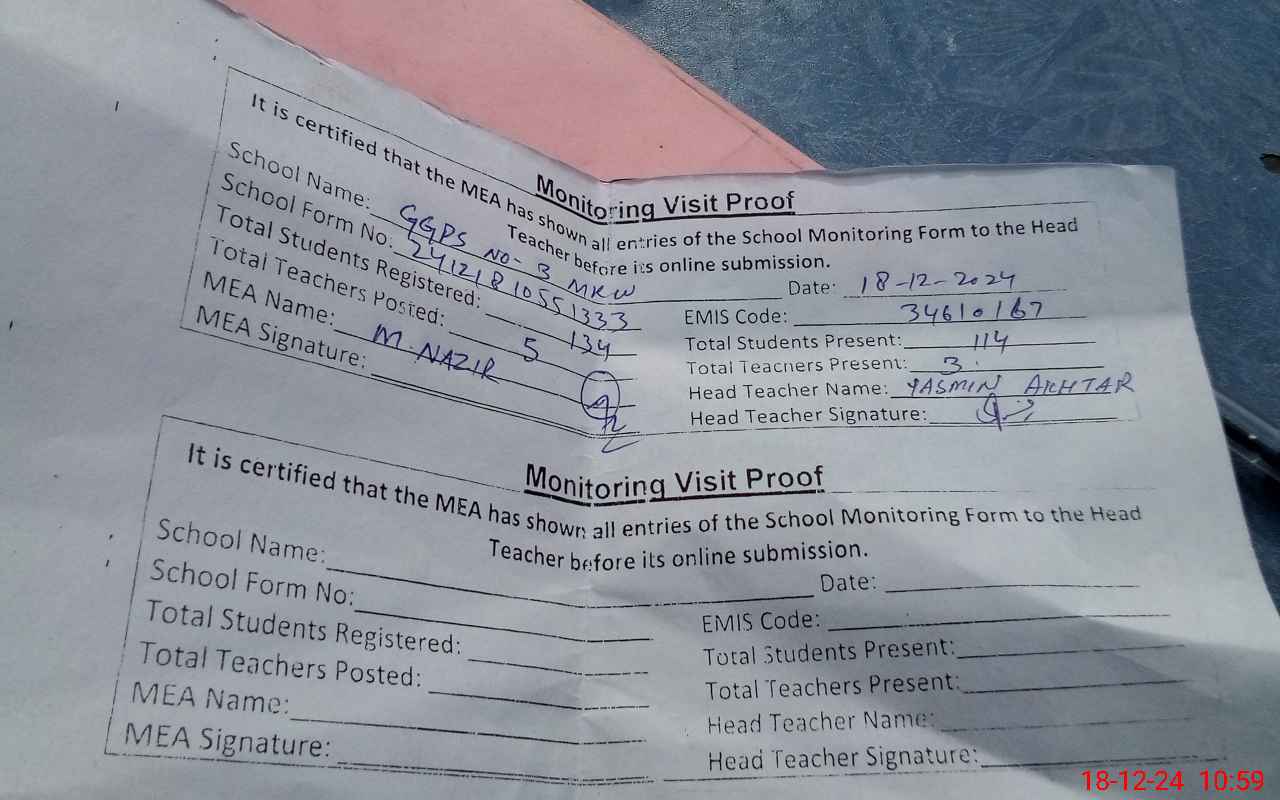 Monitoring Visit Proof
It is certified that the MEA has shown all entries of the School Monitoring Form to the Head
Teacher before its online submission.
School Name: GGPS NO-3 MKW Date: 18-12-2024
School Form No. 24121810551333 EMIS Code: 34610167
Total Students Registered: 134 Total Students Present: 114
Total Teachers Posted: 5 Total Teachers Present: 3
MEA Name: M. NAZIR Head Teacher Name: YASMIN AKHTAR
MEA Signature: Head Teacher Signature:
Monitoring Visit Proof
It is certified that the MEA has shown all entries of the School Monitoring Form to the Head
Teacher before its online submission.
School Name: Date:
School Form No: EMIS Code:
Total Students Registered: Total Students Present:
Total Teachers Posted: Total Teachers Present:
MEA Name: Head Teacher Name:
MEA Signature: Head Teacher Signature:
18-12-24 10:59